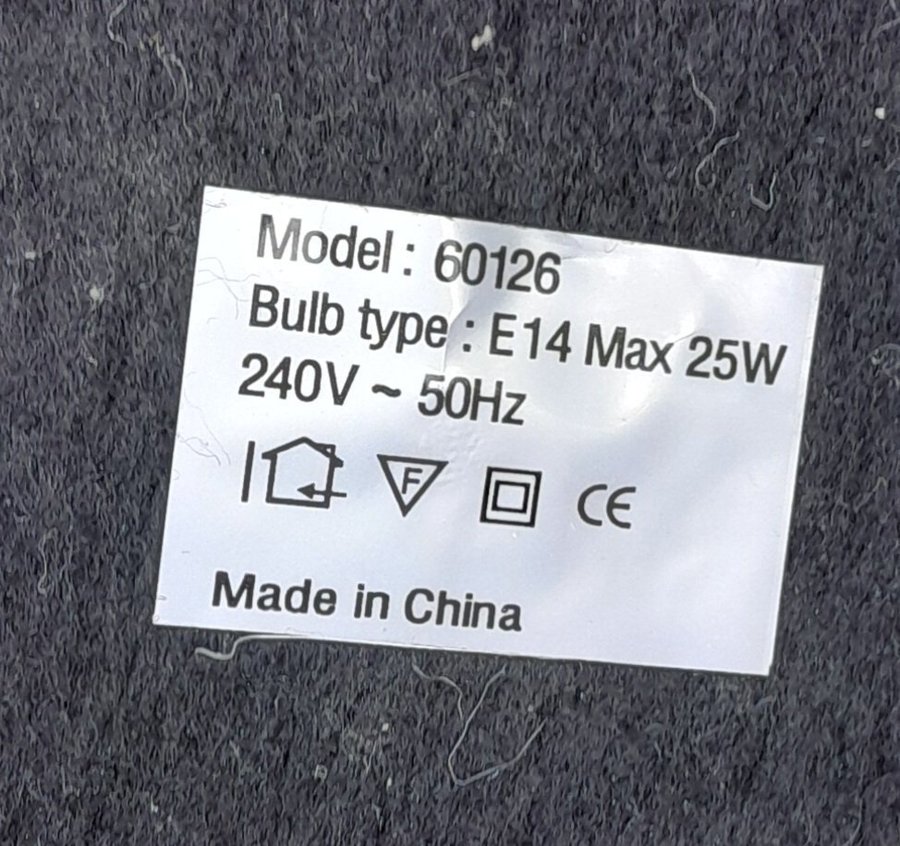 Model : 60126
Bulb type : E14 Max 25W
240V ~ 50Hz
F CE
Made in China